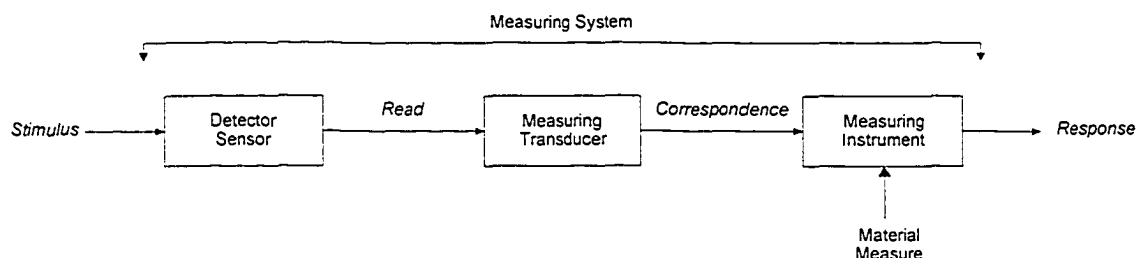 Measuring System
Stimulus
Detector
Sensor
Read
Measuring
Transducer
Correspondence
Measuring
Instrument
Response
Material
Measure